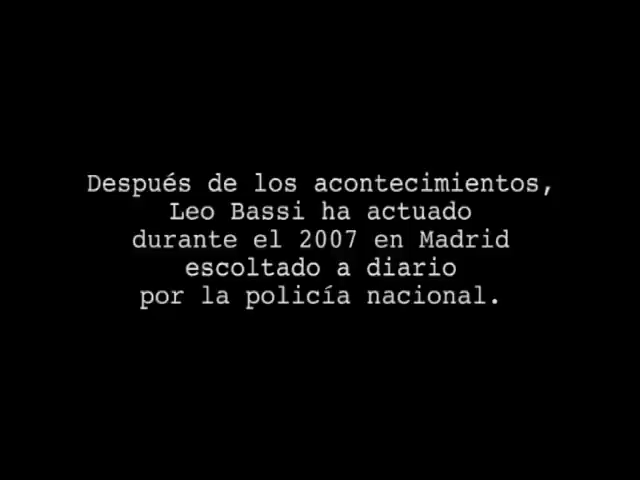 Después de los acontecimientos,
Leo Bassi ha actuado
durante el 2007 en Madrid
escoltado a diario
por la policía nacional.